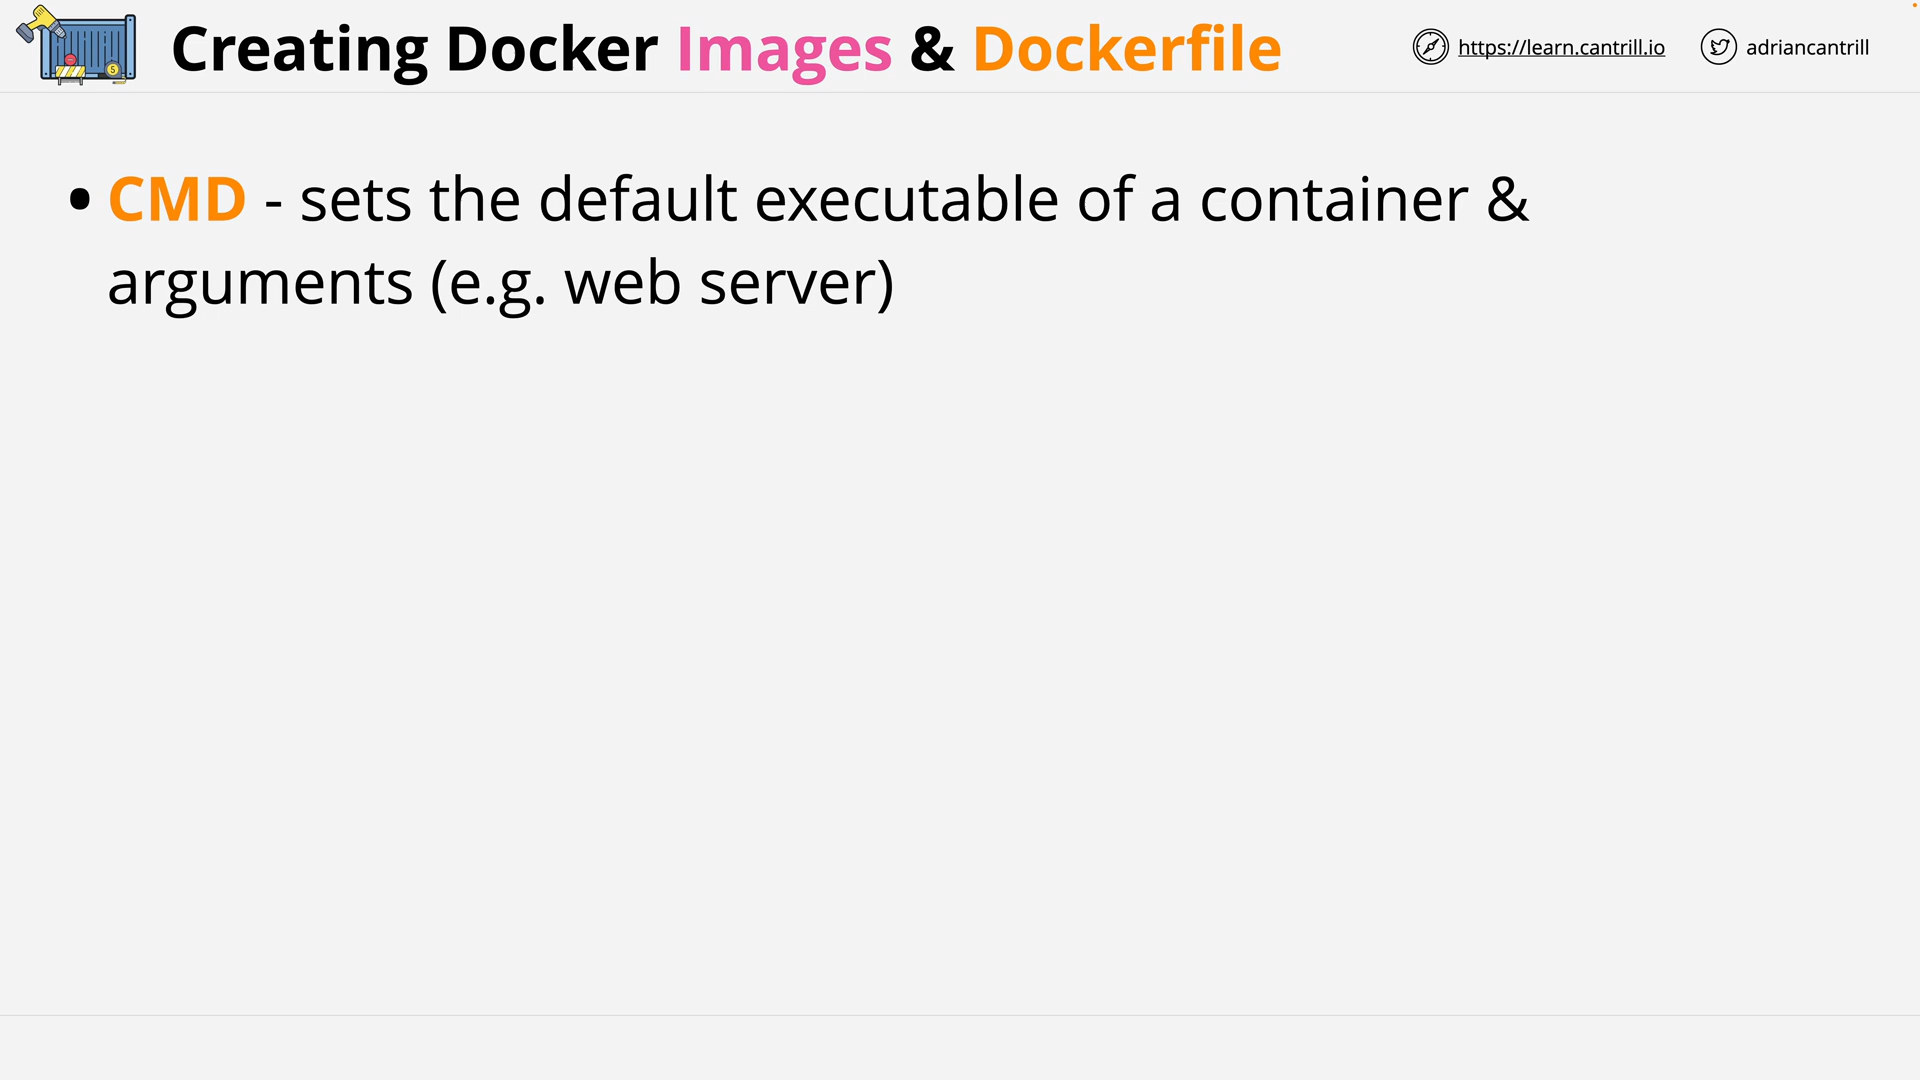 Creating Docker Images & Dockerfile
https://learn.cantrill.io
adriancantrill
• CMD - sets the default executable of a container &
arguments (e.g. web server)